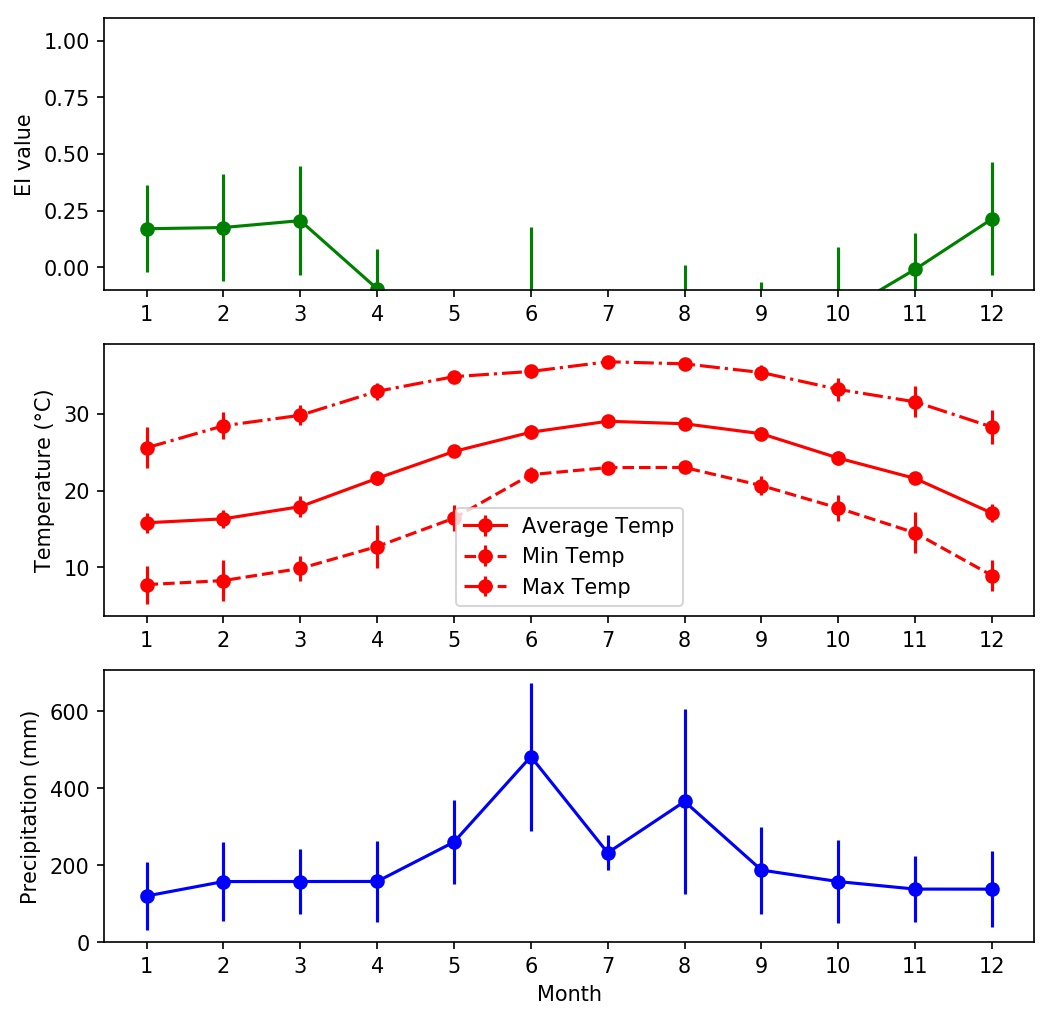 EI value
1.00
0.75
0.50
0.25
0.00
1 2 3 4 5 6 7 8 9 10 11 12
Temperature (°C)
30
20
10
Average Temp
Min Temp
Max Temp
1 2 3 4 5 6 7 8 9 10 11 12
Precipitation (mm)
600
400
200
0
1 2 3 4 5 6 7 8 9 10 11 12
Month